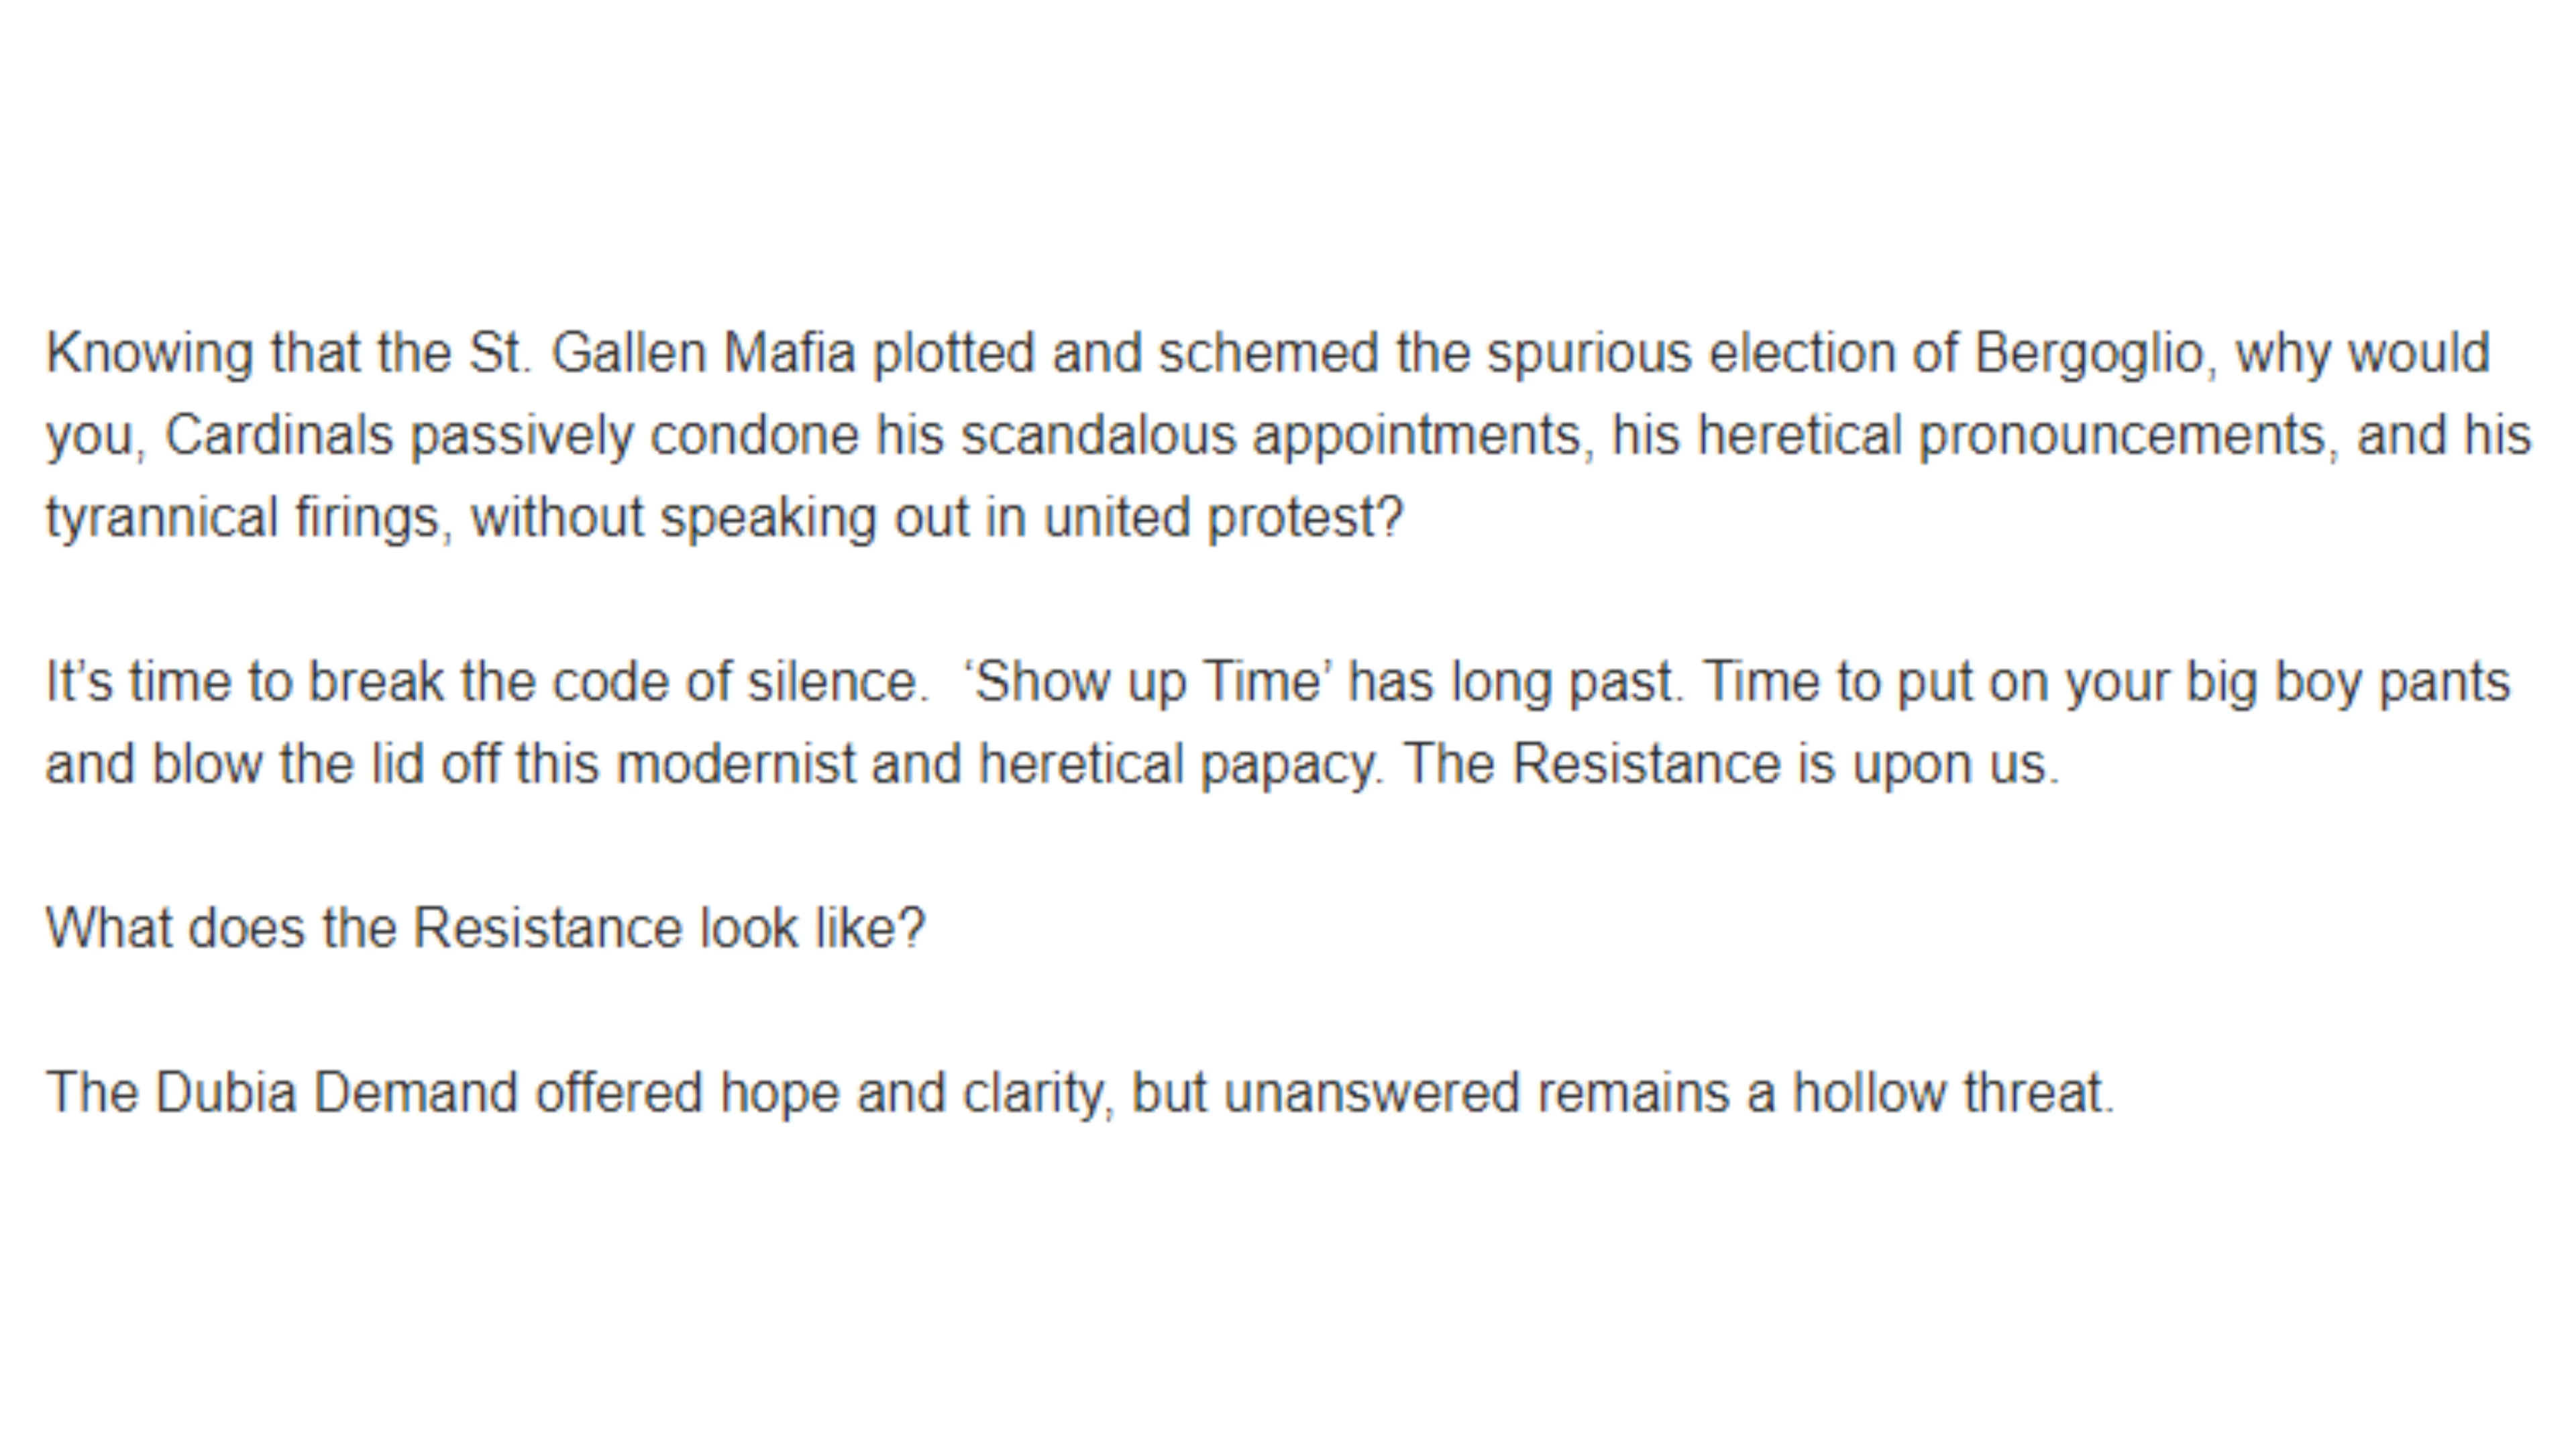 Knowing that the St. Gallen Mafia plotted and schemed the spurious election of Bergoglio, why would
you, Cardinals passively condone his scandalous appointments, his heretical pronouncements, and his
tyrannical firings, without speaking out in united protest?
It’s time to break the code of silence.  ‘Show up Time’ has long past. Time to put on your big boy pants
and blow the lid off this modernist and heretical papacy. The Resistance is upon us.
What does the Resistance look like?
The Dubia Demand offered hope and clarity, but unanswered remains a hollow threat.